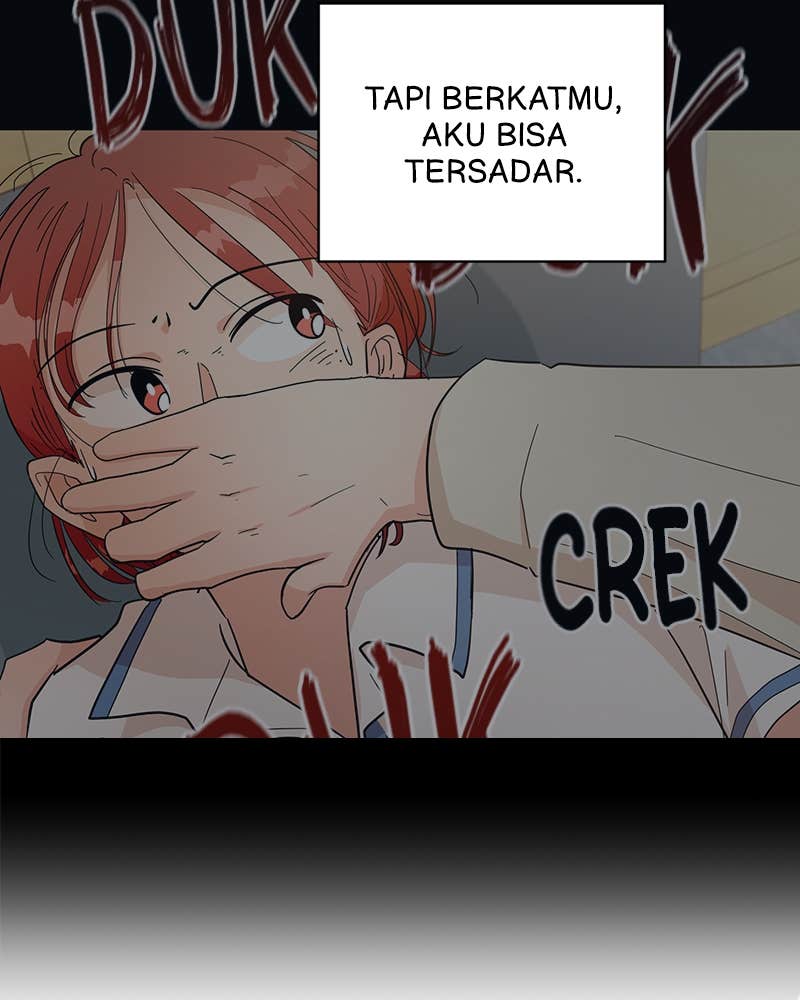 DUK
TAPI BERKATMU,
AKU BISA
TERSADAR.
CREK